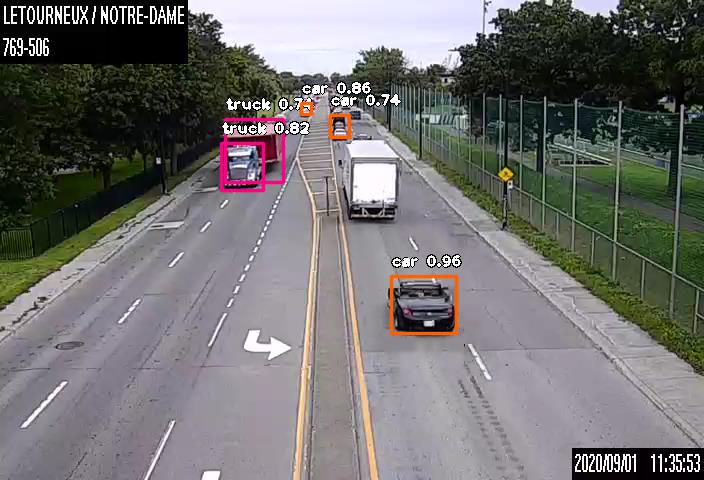 LETOURNEUX / NOTRE-DAME
769-506
car 0.86
truck 0.7
car 0.74
truck 0.82
car 0.96
2020/09/01 11:35:53